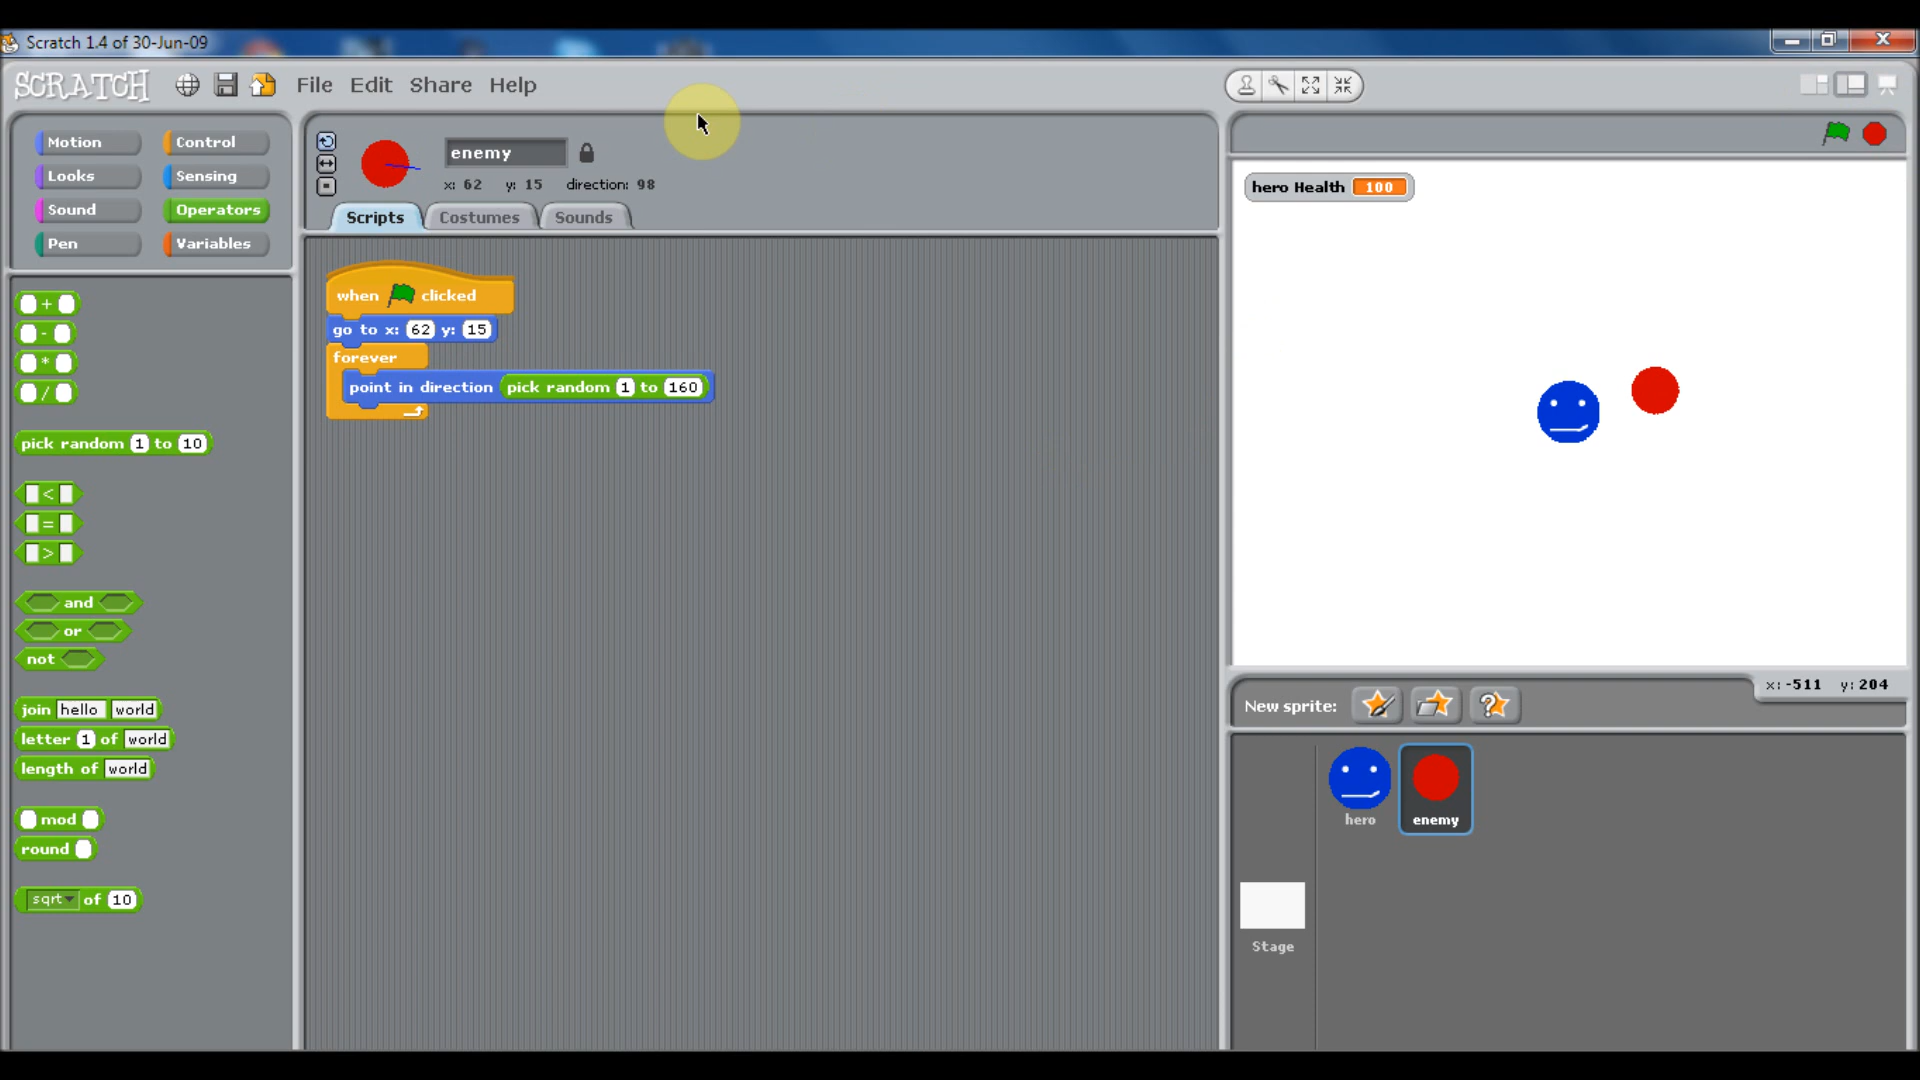 Scratch 1.4 of 30-Jun-09
SCRATCH File Edit Share Help
Motion Control
Looks Sensing
Sound Operators
Pen Variables
+
-
*
/
pick random 1 to 10
<
=
>
and
or
not
join hello world
letter 1 of world
length of world
mod
round
sqrt of 10
enemy
x: 62 y: 15 direction: 98
Scripts Costumes Sounds
when clicked
go to x: 62 y: 15
forever
point in direction pick random 1 to 160
hero Health 100
x: -511 y: 204
New sprite:
hero enemy
Stage